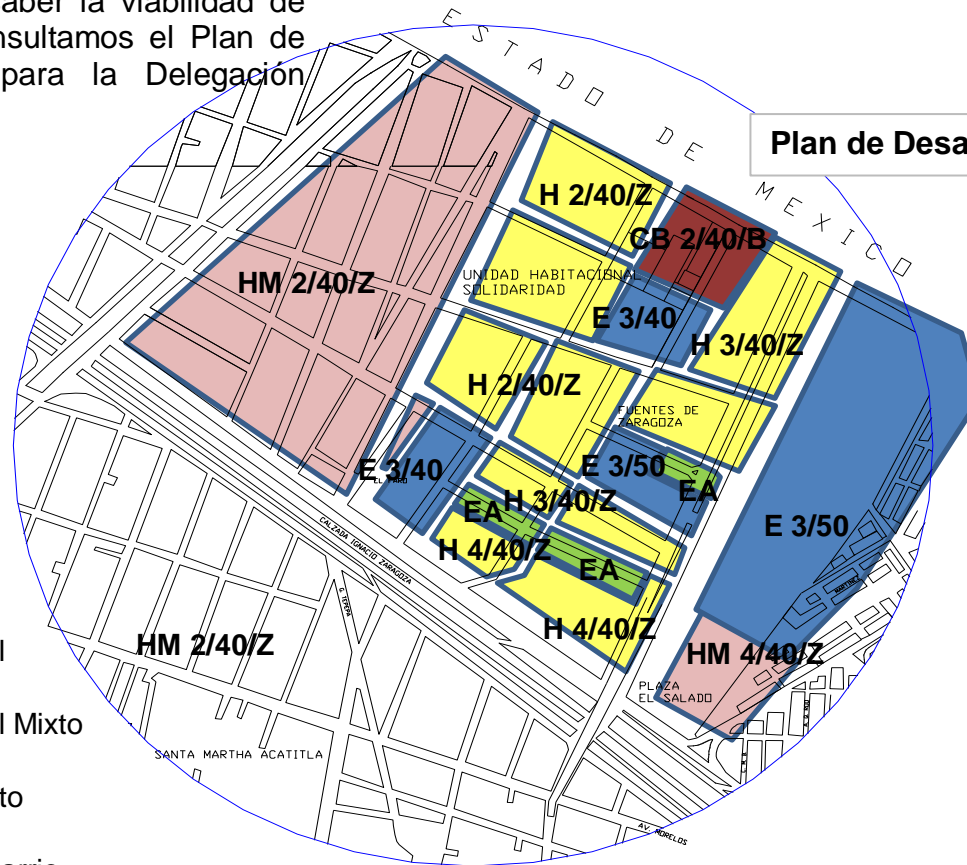 aber la viabilidad de
nsultamos el Plan de
para la Delegación
ESTADO DE MEXICO
Plan de Desa
H 2/40/Z
CB 2/40/B
HM 2/40/Z
UNIDAD HABITACIONAL
SOLIDARIDAD
E 3/40
H 3/40/Z
H 2/40/Z
FUENTES DE
ZARAGOZA
E 3/40
E 3/50
EA
H 3/40/Z
EA
E 3/50
CALZADA IGNACIO ZARAGOZA
H 4/40/Z
EA
MARTINEZ
H 4/40/Z
HM 2/40/Z
HM 4/40/Z
l
PLAZA
EL SALADO
l Mixto
SANTA MARTHA ACATITLA
to
AV. MORELOS
arrio